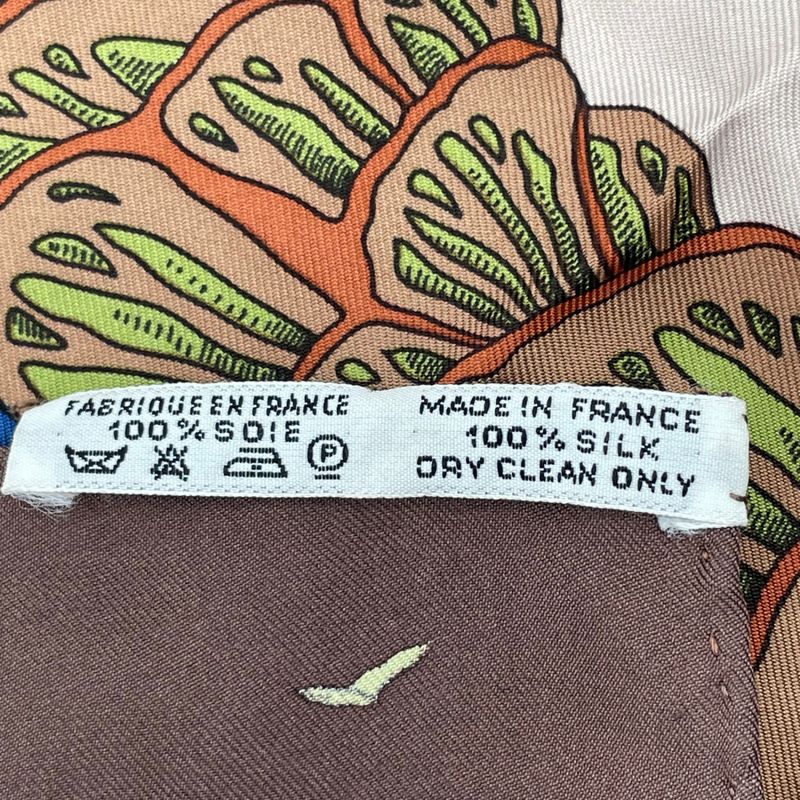 FABRIQUE EN FRANCE
100% SOIE
P
MADE IN FRANCE
100% SILK
DRY CLEAN ONLY